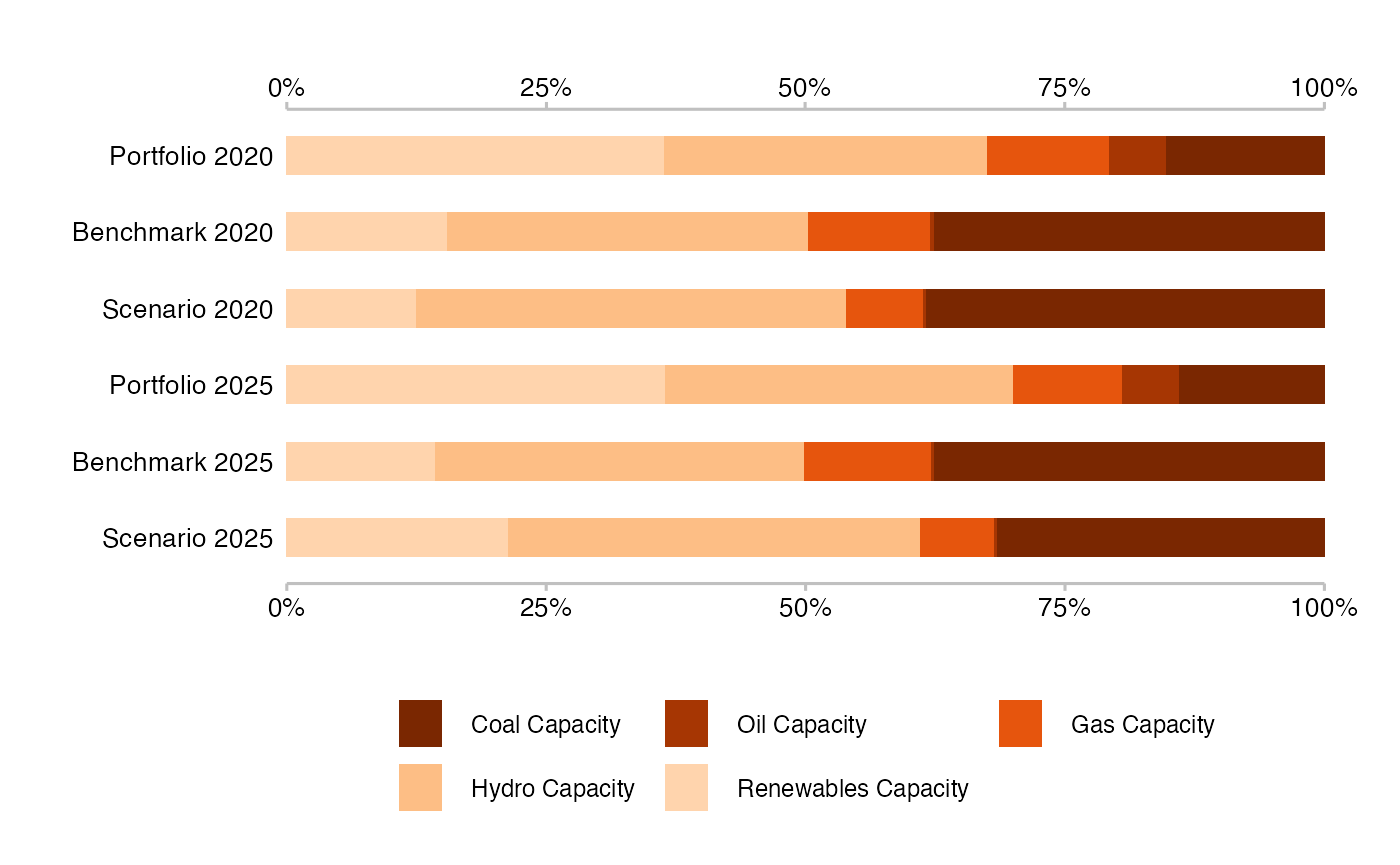 0% 25% 50% 75% 100%
Portfolio 2020
Benchmark 2020
Scenario 2020
Portfolio 2025
Benchmark 2025
Scenario 2025
0% 25% 50% 75% 100%
Coal Capacity Oil Capacity Gas Capacity
Hydro Capacity Renewables Capacity